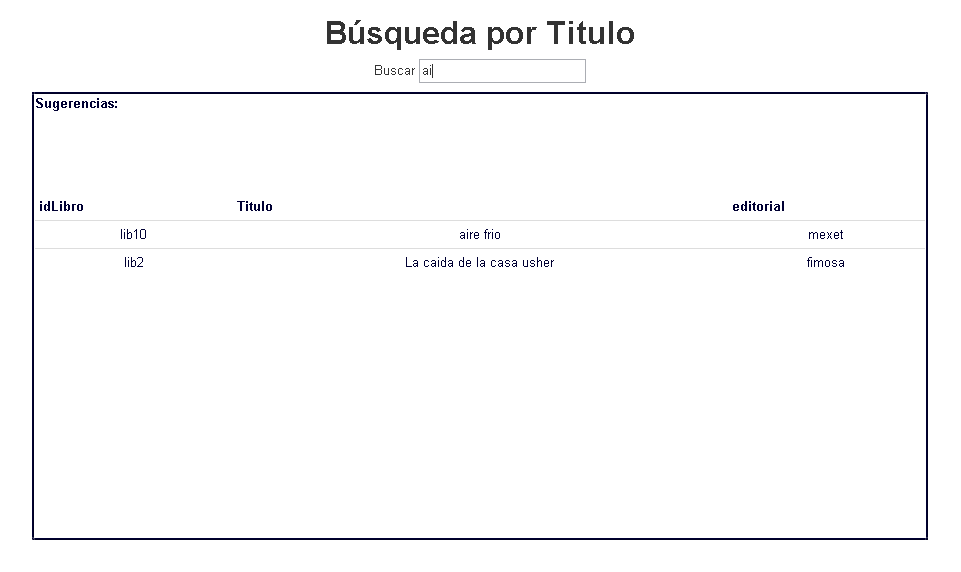 Búsqueda por Titulo
Buscar ai
Sugerencias:
idLibro Titulo editorial
lib10 aire frio mexet
lib2 La caida de la casa usher fimosa